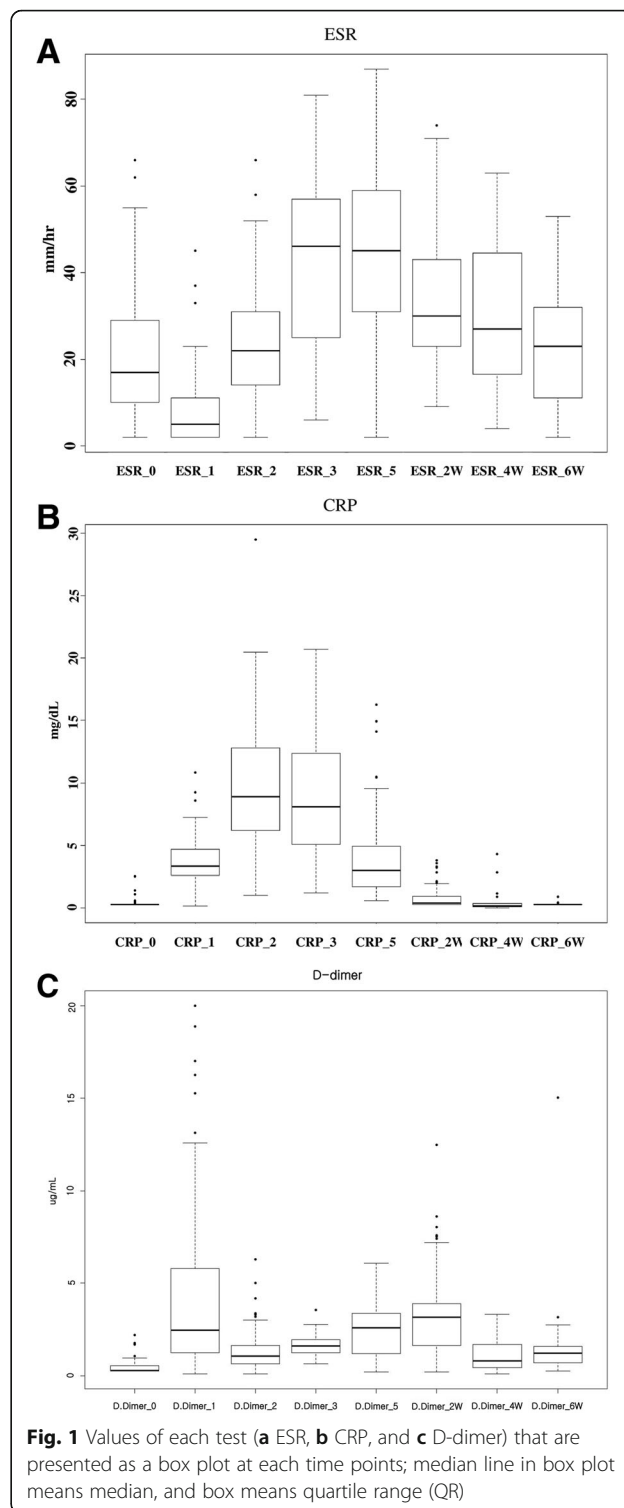 A
ESR
mm/hr
80
60
40
20
0
ESR_0 ESR_1 ESR_2 ESR_3 ESR_5 ESR_2W ESR_4W ESR_6W
B
CRP
mg/dL
30
25
20
15
10
5
0
CRP_0 CRP_1 CRP_2 CRP_3 CRP_5 CRP_2W CRP_4W CRP_6W
C
D-dimer
ug/mL
20
15
10
5
0
D.Dimer_0 D.Dimer_1 D.Dimer_2 D.Dimer_3 D.Dimer_5 D.Dimer_2W D.Dimer_4W D.Dimer_6W
Fig. 1 Values of each test (a ESR, b CRP, and c D-dimer) that are
presented as a box plot at each time points; median line in box plot
means median, and box means quartile range (QR)